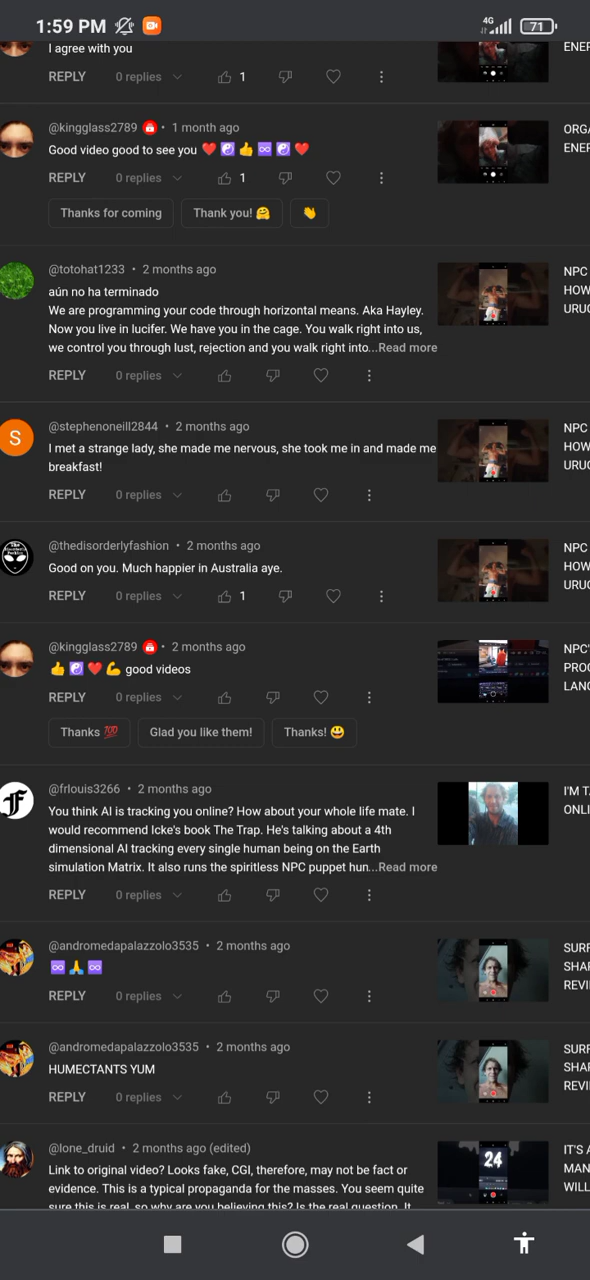 1:59 PM
4G
71
I agree with you
REPLY 0 replies 1
ENER
@kingglass2789 • 1 month ago
Good video good to see you ❤️ ☯️ 👍 ♾️ ☯️ ❤️
REPLY 0 replies 1
Thanks for coming Thank you! 🤗 👋
ORGA
ENER
@totohat1233 • 2 months ago
aún no ha terminado
We are programming your code through horizontal means. Aka Hayley.
Now you live in lucifer. We have you in the cage. You walk right into us,
we control you through lust, rejection and you walk right into...Read more
REPLY 0 replies
NPC
HOW
URUG
S
@stephenoneill2844 • 2 months ago
I met a strange lady, she made me nervous, she took me in and made me
breakfast!
REPLY 0 replies
NPC
HOW
URUG
@thedisorderlyfashion • 2 months ago
Good on you. Much happier in Australia aye.
REPLY 0 replies 1
NPC
HOW
URUG
@kingglass2789 • 2 months ago
👍 ☯️ ❤️ 💪 good videos
REPLY 0 replies
Thanks 💯 Glad you like them! Thanks! 😀
NPC'
PROC
LANG
@frlouis3266 • 2 months ago
You think AI is tracking you online? How about your whole life mate. I
would recommend Icke's book The Trap. He's talking about a 4th
dimensional AI tracking every single human being on the Earth
simulation Matrix. It also runs the spiritless NPC puppet hun...Read more
REPLY 0 replies
I'M TA
ONLI
@andromedapalazzolo3535 • 2 months ago
♾️ 🙏 ♾️
REPLY 0 replies
SURF
SHAF
REVI
@andromedapalazzolo3535 • 2 months ago
HUMECTANTS YUM
REPLY 0 replies
SURF
SHAF
REVI
@lone_druid • 2 months ago (edited)
Link to original video? Looks fake, CGI, therefore, may not be fact or
evidence. This is a typical propaganda for the masses. You seem quite
sure this is real, so why are you believing this? Is the real question. It
24
IT'S A
MAN
WILL